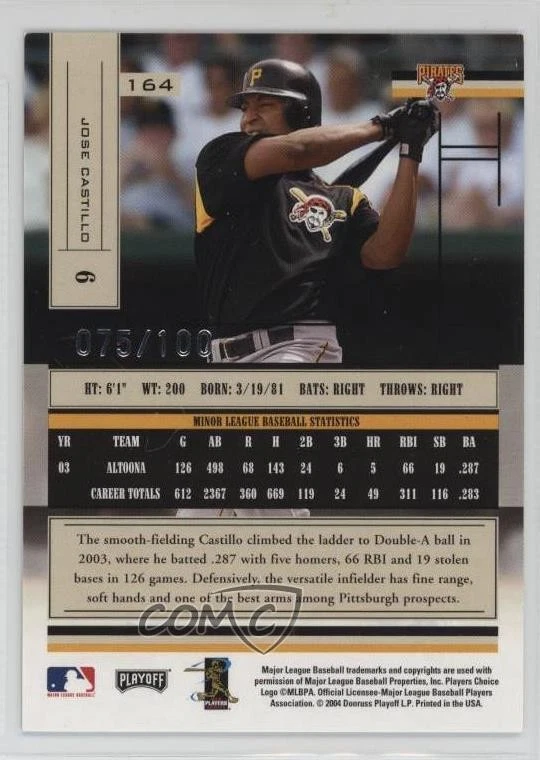 164
PIRATES
P
JOSE CASTILLO
6
075/100
HT: 6'1" WT: 200 BORN: 3/19/81 BATS: RIGHT THROWS: RIGHT
MINOR LEAGUE BASEBALL STATISTICS
YR TEAM G AB R H 2B 3B HR RBI SB BA
03 ALTOONA 126 498 68 143 24 6 5 66 19 .287
CAREER TOTALS 612 2367 360 669 119 24 49 311 116 .283
The smooth-fielding Castillo climbed the ladder to Double-A ball in
2003, where he batted .287 with five homers, 66 RBI and 19 stolen
bases in 126 games. Defensively, the versatile infielder has fine range,
soft hands and one of the best arms among Pittsburgh prospects.
COMC
MAJOR LEAGUE BASEBALL
PLAYOFF
PLAYERS
Major League Baseball trademarks and copyrights are used with
permission of Major League Baseball Properties, Inc. Players Choice
Logo ©MLBPA. Official Licensee-Major League Baseball Players
Association. © 2004 Donruss Playoff L.P. Printed in the USA.